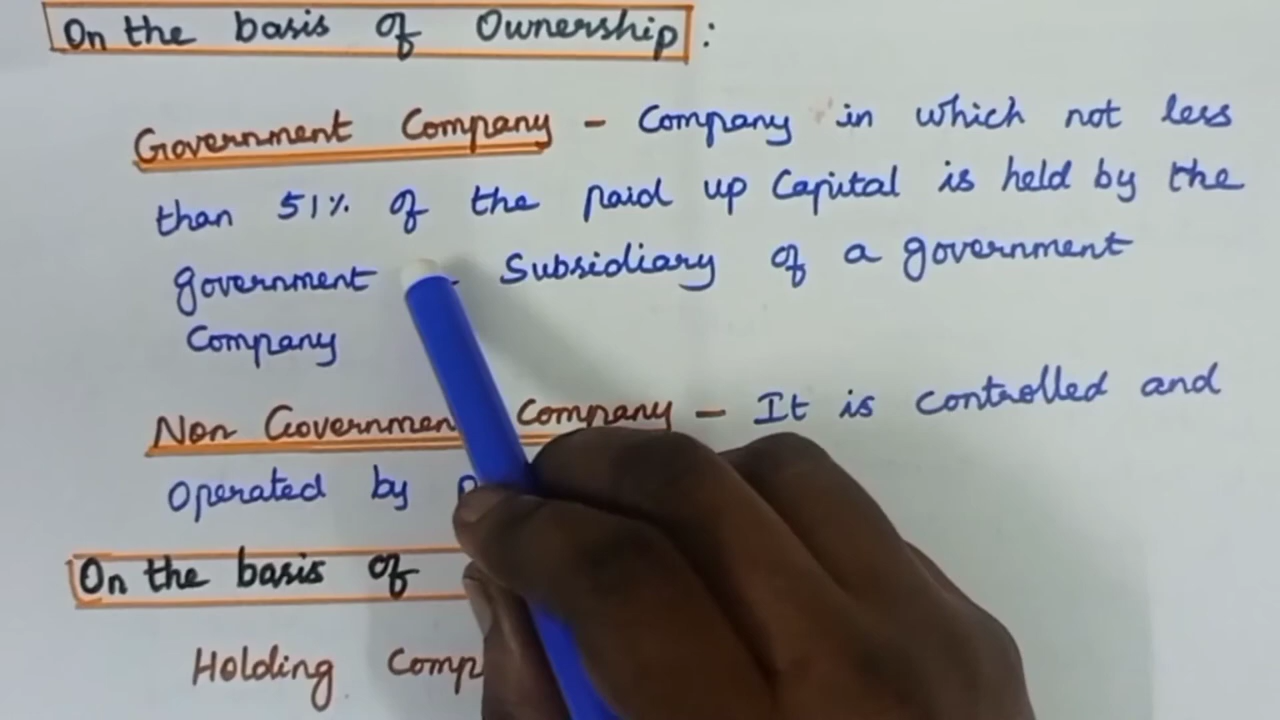 On the basis of Ownership :
Government Company - Company in which not less
than 51% of the paid up Capital is held by the
government Subsidiary of a government
Company
Non Government Company - It is controlled and
Operated by
On the basis of
Holding Comp